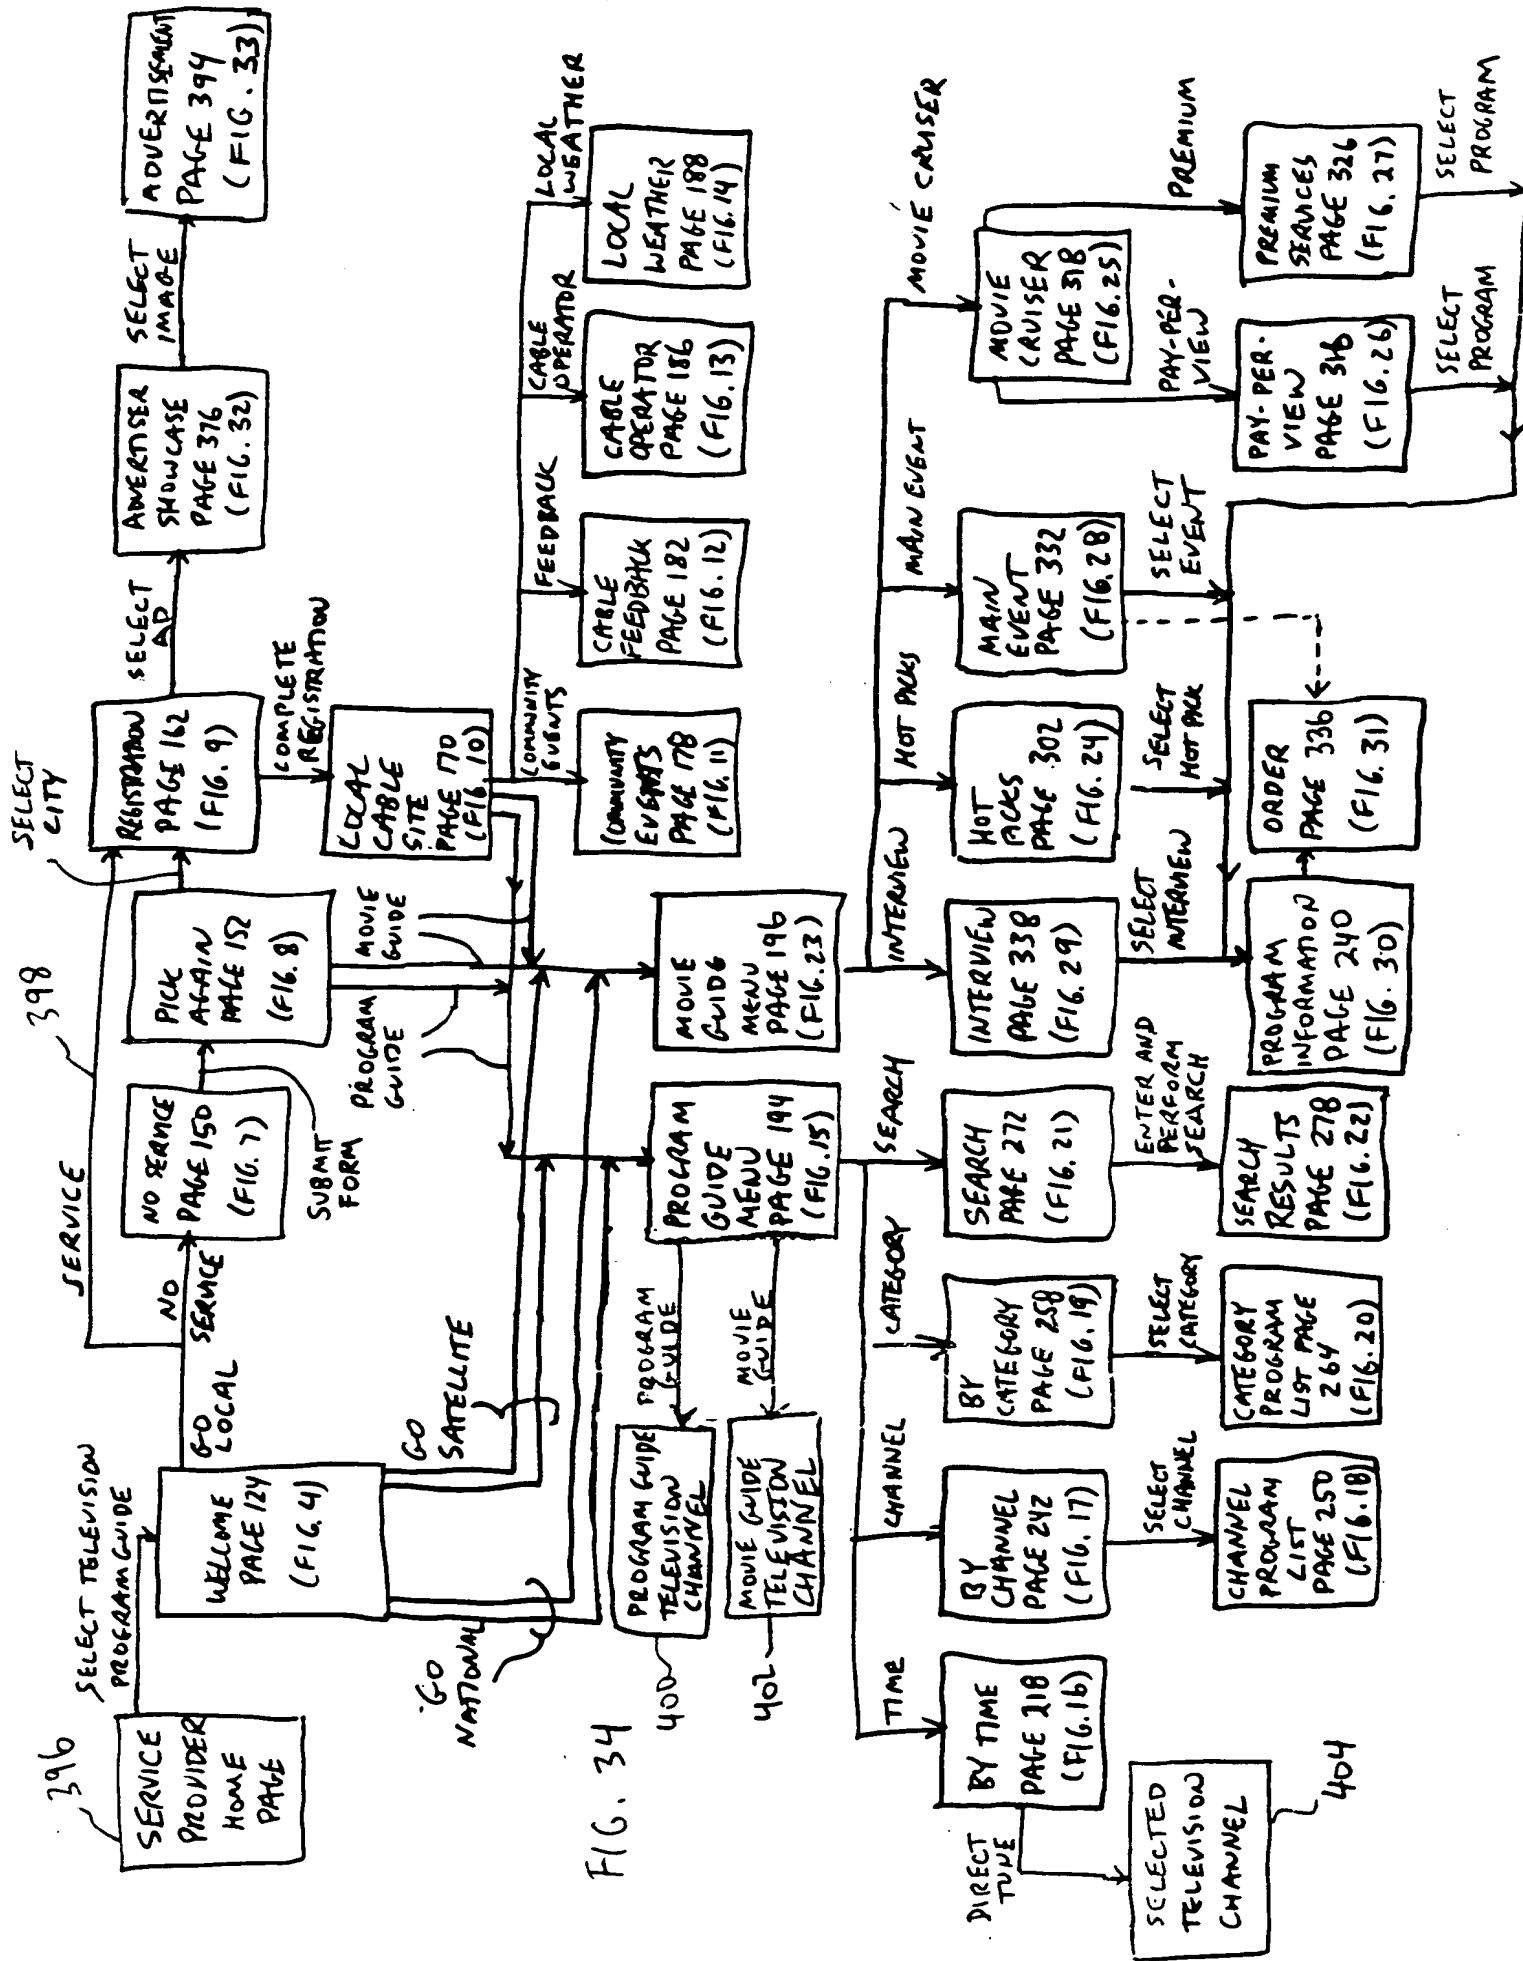 396
SERVICE
PROVIDER
HOME
PAGE
SELECT TELEVISION
PROGRAM GUIDE
WELCOME
PAGE 124
(FIG. 4)
GO
LOCAL
SERVICE
398
NO
SERVICE
NO SERVICE
PAGE 150
(FIG. 7)
SUBMIT
FORM
PICK
AGAIN
PAGE 152
(FIG. 8)
SELECT
CITY
REGISTRATION
PAGE 162
(FIG. 9)
SELECT
AD
ADVERTISER
SHOWCASE
PAGE 376
(FIG. 32)
SELECT
IMAGE
ADVERTISEMENT
PAGE 394
(FIG. 33)
COMPLETE
REGISTRATION
LOCAL
CABLE
SITE
PAGE 170
(FIG 10)
MOVIE
GUIDE
PROGRAM
GUIDE
GO
SATELLITE
GO
NATIONAL
COMMUNITY
EVENTS
FEEDBACK
CABLE
OPERATOR
LOCAL
WEATHER
COMMUNITY
EVENTS
PAGE 178
(FIG. 11)
CABLE
FEEDBACK
PAGE 182
(FIG. 12)
CABLE
OPERATOR
PAGE 186
(FIG. 13)
LOCAL
WEATHER
PAGE 188
(FIG. 14)
FIG. 34
400
PROGRAM GUIDE
TELEVISION
CHANNEL
PROGRAM
GUIDE
402
MOVIE GUIDE
TELEVISION
CHANNEL
MOVIE
GUIDE
PROGRAM
GUIDE
MENU
PAGE 194
(FIG. 15)
MOVIE
GUIDE
MENU
PAGE 196
(FIG. 23)
TIME
CHANNEL
CATEGORY
SEARCH
INTERVIEW
HOT PICKS
MAIN EVENT
MOVIE CRUISER
BY TIME
PAGE 218
(FIG. 16)
BY
CHANNEL
PAGE 242
(FIG. 17)
BY
CATEGORY
PAGE 258
(FIG. 19)
SEARCH
PAGE 272
(FIG. 21)
INTERVIEW
PAGE 338
(FIG. 29)
HOT
PICKS
PAGE 302
(FIG. 24)
MAIN
EVENT
PAGE 332
(FIG. 28)
MOVIE
CRUISER
PAGE 318
(FIG. 25)
DIRECT
TUNE
SELECT
CHANNEL
SELECT
CATEGORY
ENTER AND
PERFORM
SEARCH
SELECT
INTERVIEW
SELECT
HOT PICK
SELECT
EVENT
PAY-PER-
VIEW
PREMIUM
SELECTED
TELEVISION
CHANNEL
404
CHANNEL
PROGRAM
LIST
PAGE 250
(FIG. 18)
CATEGORY
PROGRAM
LIST PAGE
264
(FIG. 20)
SEARCH
RESULTS
PAGE 278
(FIG. 22)
PROGRAM
INFORMATION
PAGE 240
(FIG. 30)
ORDER
PAGE 336
(FIG. 31)
PAY-PER-
VIEW
PAGE
(FIG. 26)
PREMIUM
SERVICES
PAGE 326
(FIG. 27)
SELECT
PROGRAM
SELECT
PROGRAM